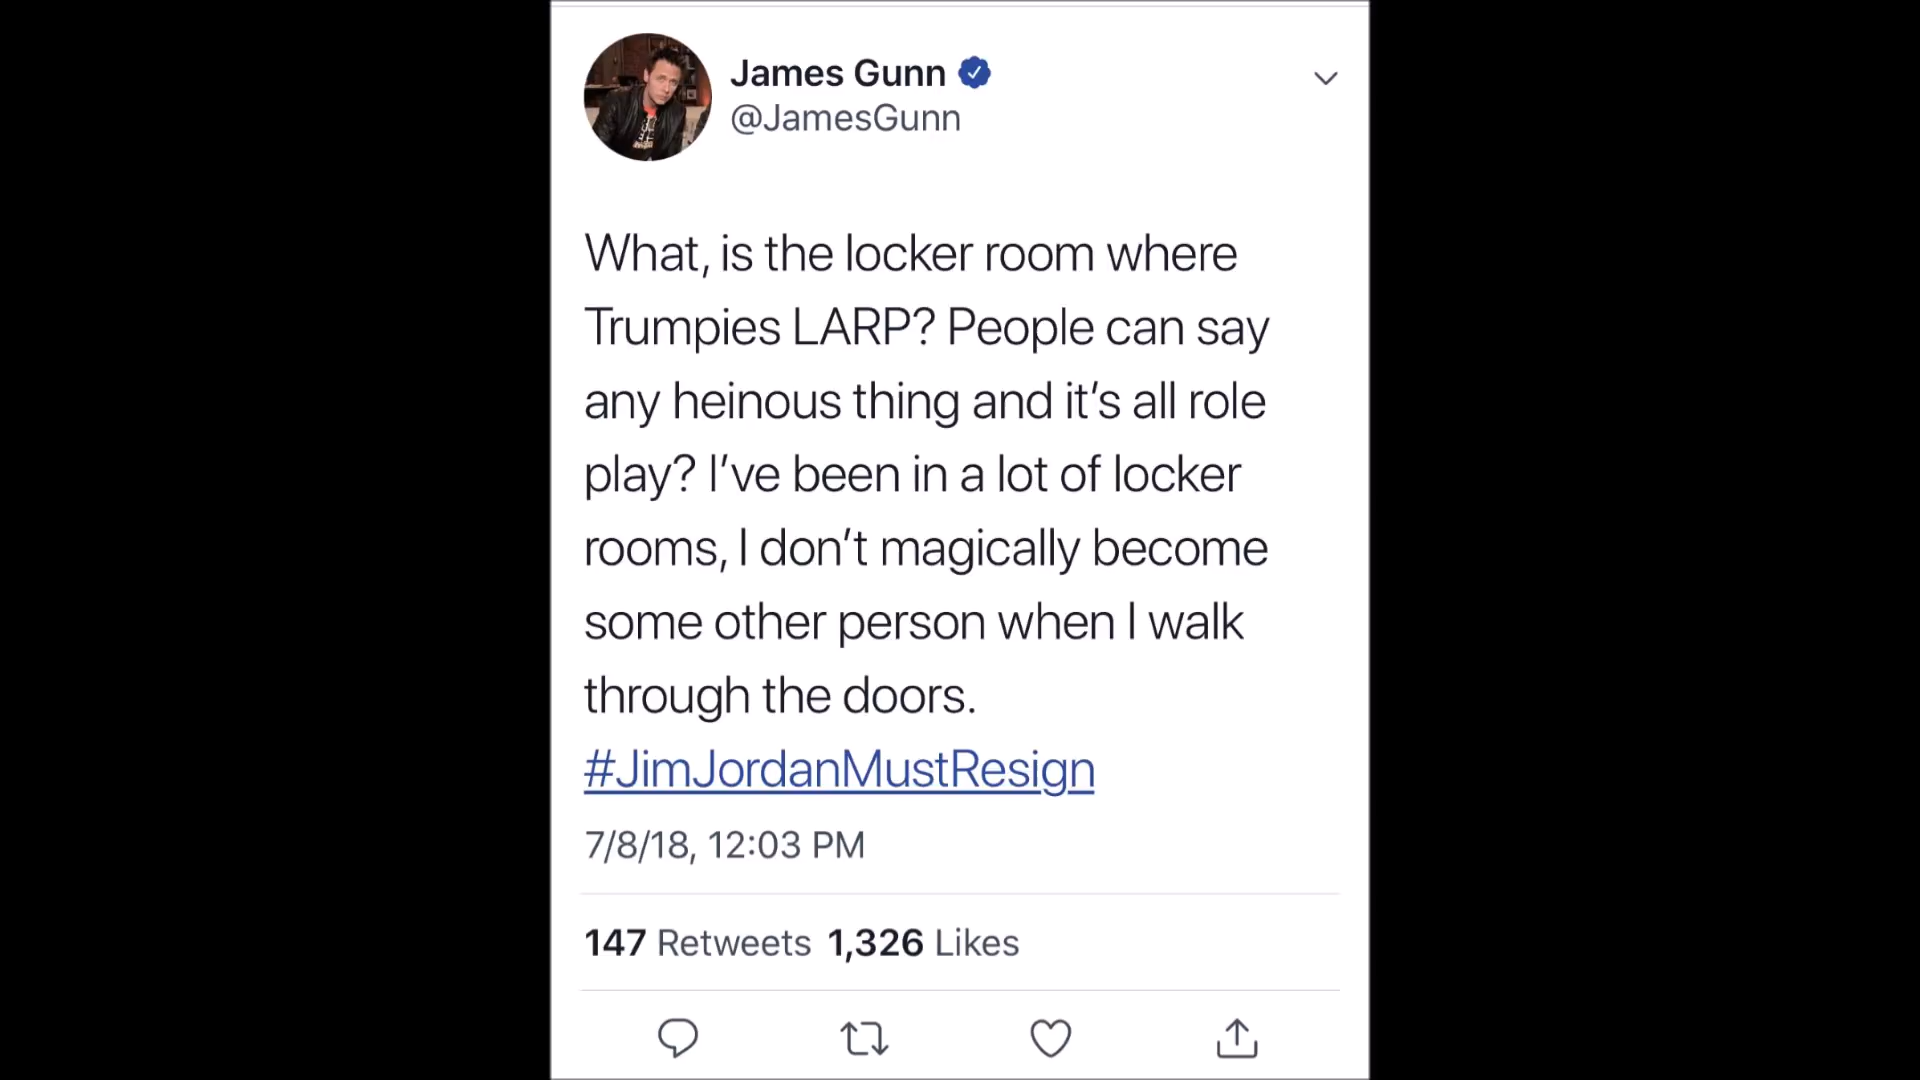 James Gunn
@JamesGunn
What, is the locker room where
Trumpies LARP? People can say
any heinous thing and it's all role
play? I've been in a lot of locker
rooms, I don't magically become
some other person when I walk
through the doors.
#JimJordanMustResign
7/8/18, 12:03 PM
147 Retweets 1,326 Likes